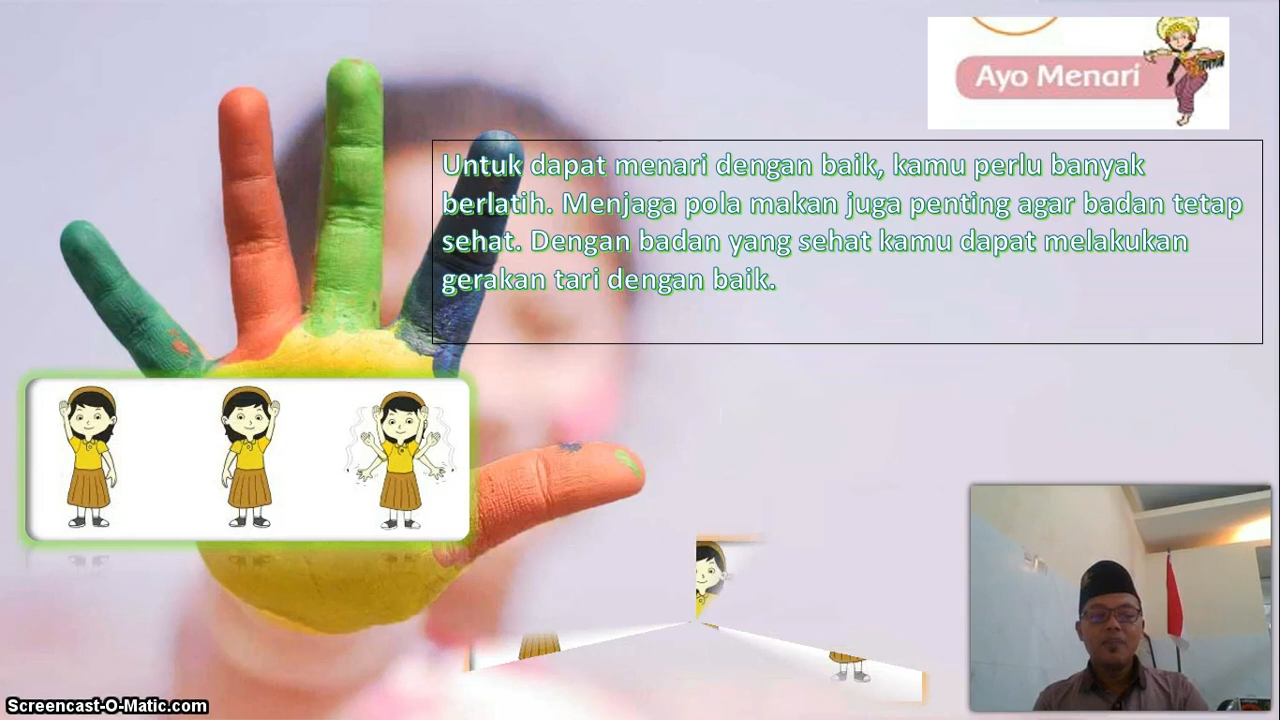 Ayo Menari
Untuk dapat menari dengan baik, kamu perlu banyak
berlatih. Menjaga pola makan juga penting agar badan tetap
sehat. Dengan badan yang sehat kamu dapat melakukan
gerakan tari dengan baik.
Screencast-O-Matic.com